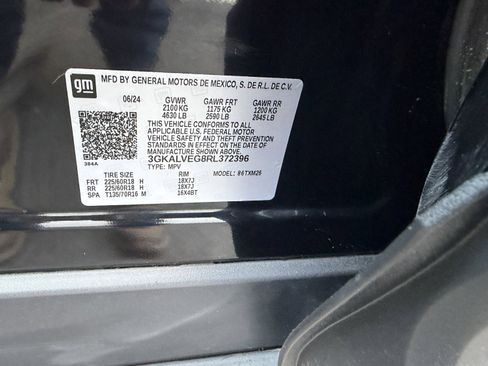 gm
MFD BY GENERAL MOTORS DE MEXICO, S. DE R.L. DE C.V.
06/24 GVWR GAWR FRT GAWR RR
2100 KG 1175 KG 1200 KG
4630 LB 2590 LB 2645 LB
THIS VEHICLE CONFORMS TO ALL
APPLICABLE U.S. FEDERAL MOTOR
VEHICLE SAFETY, BUMPER, AND THEFT
PREVENTION STANDARDS IN EFFECT ON THE
DATE OF MANUFACTURE SHOWN ABOVE.
3GKALVEG8RL372396
384A TYPE: MPV MODEL: 86TXM26
TIRE SIZE RIM
FRT 225/60R18 H 18X7J
RR 225/60R18 H 18X7J
SPA T135/70R16 M 16X4BT